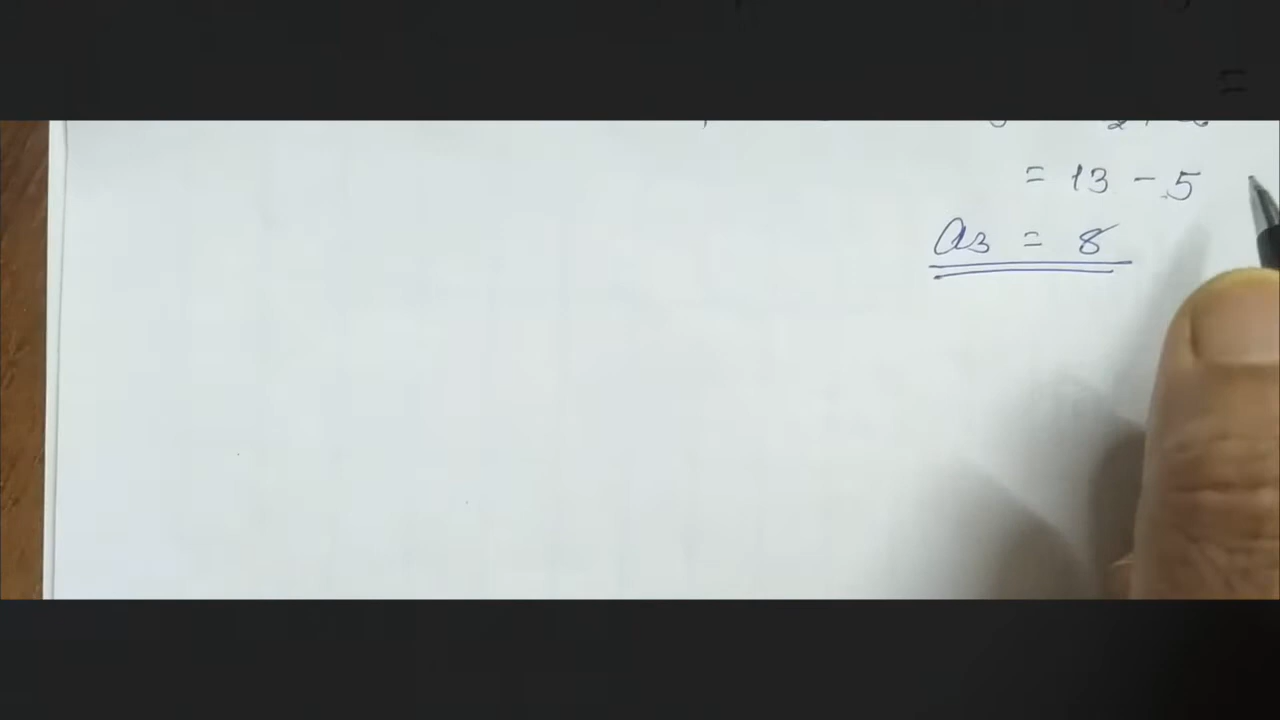 = 13 - 5
a3 = 8